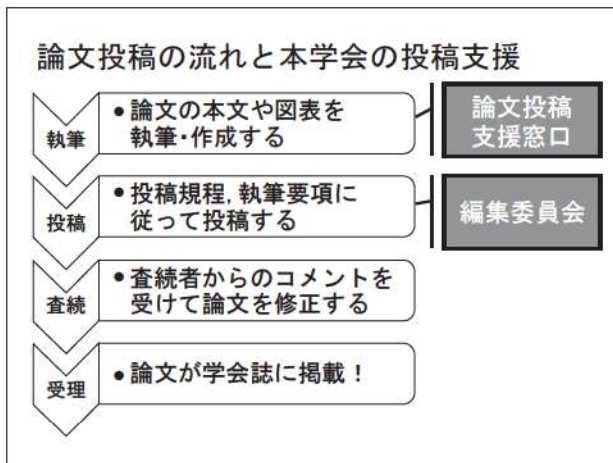 論文投稿の流れと本学会の投稿支援
執筆
•論文の本文や図表を
執筆・作成する
論文投稿
支援窓口
投稿
•投稿規程，執筆要項に
従って投稿する
編集委員会
査続
•査続者からのコメントを
受けて論文を修正する
受理
•論文が学会誌に掲載！